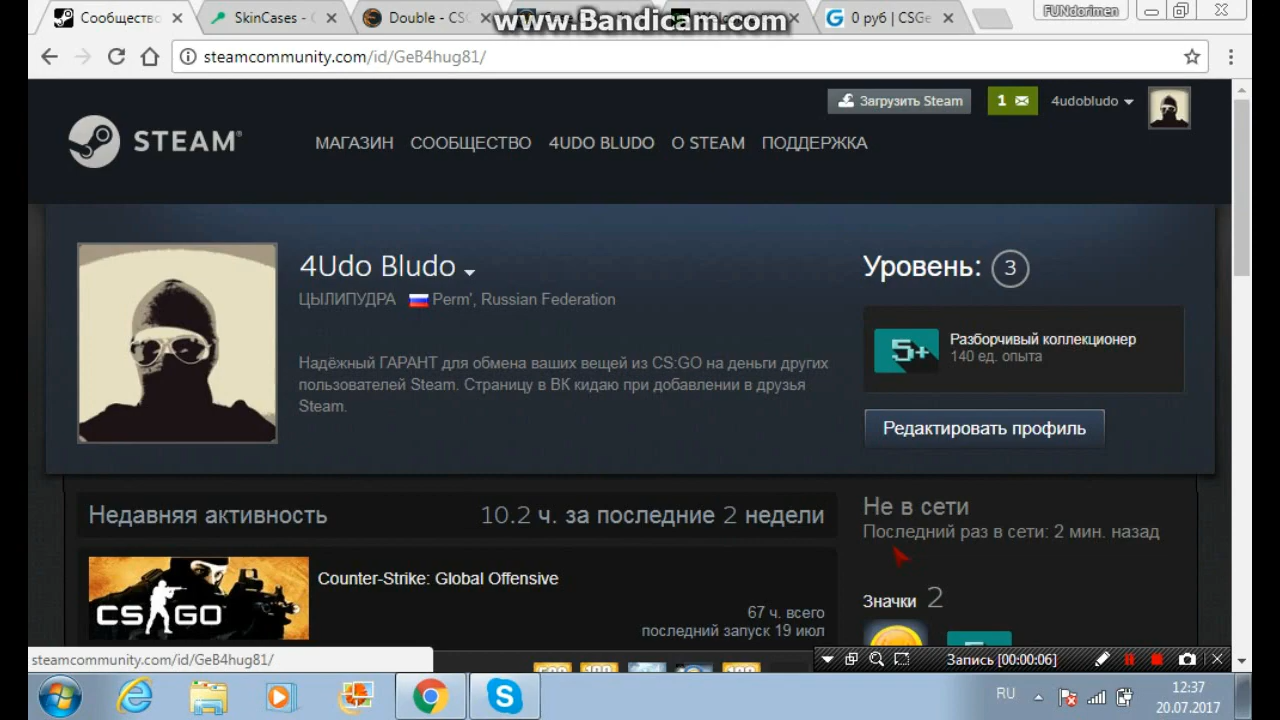 Сообщество
SkinCases -
Double - CSG
www.Bandicam.com
0 руб | CSGe
FUNdorimen
steamcommunity.com/id/GeB4hug81/
Загрузить Steam
1
4udobludo
STEAM®
МАГАЗИН СООБЩЕСТВО 4UDO BLUDO О STEAM ПОДДЕРЖКА
4Udo Bludo
ЦЫЛИПУДРА Perm', Russian Federation
Надёжный ГАРАНТ для обмена ваших вещей из CS:GO на деньги других
пользователей Steam. Страницу в ВК кидаю при добавлении в друзья
Steam.
Уровень: 3
5+
Разборчивый коллекционер
140 ед. опыта
Редактировать профиль
Недавняя активность 10.2 ч. за последние 2 недели
CS GO
Counter-Strike: Global Offensive
67 ч. всего
последний запуск 19 июл
Не в сети
Последний раз в сети: 2 мин. назад
Значки 2
steamcommunity.com/id/GeB4hug81/
Запись [00:00:06]
RU
12:37
20.07.2017